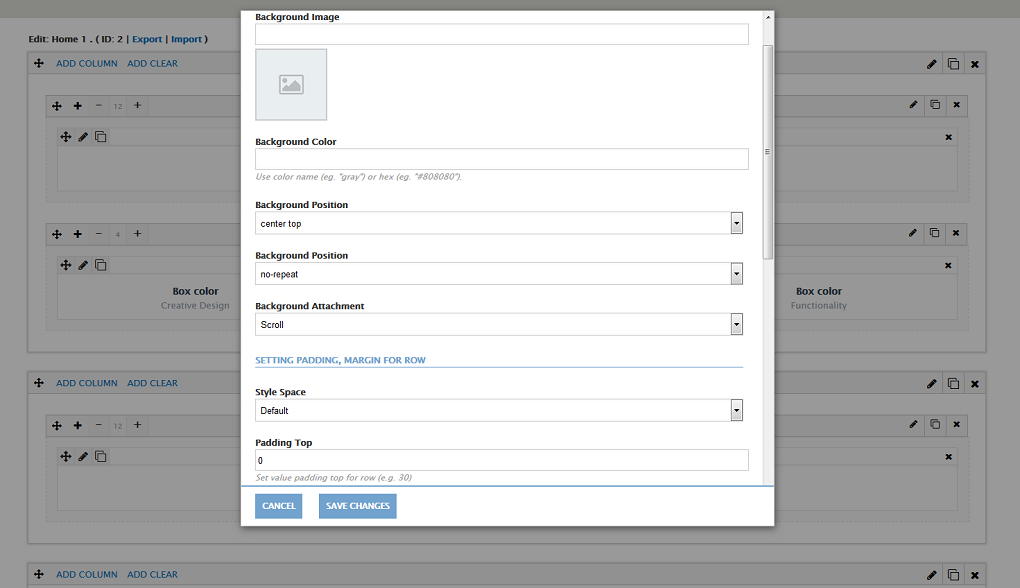 Background Image
Edit: Home 1 . ( ID: 2 | Export | Import )
ADD COLUMN ADD CLEAR
12
Background Color
Use color name (eg. "gray") or hex (eg. "#808080").
Background Position
center top
4
Background Position
no-repeat
Box color
Creative Design
Box color
Functionality
Background Attachment
Scroll
SETTING PADDING, MARGIN FOR ROW
ADD COLUMN ADD CLEAR
Style Space
Default
12
Padding Top
0
Set value padding top for row (e.g. 30)
CANCEL SAVE CHANGES
ADD COLUMN ADD CLEAR